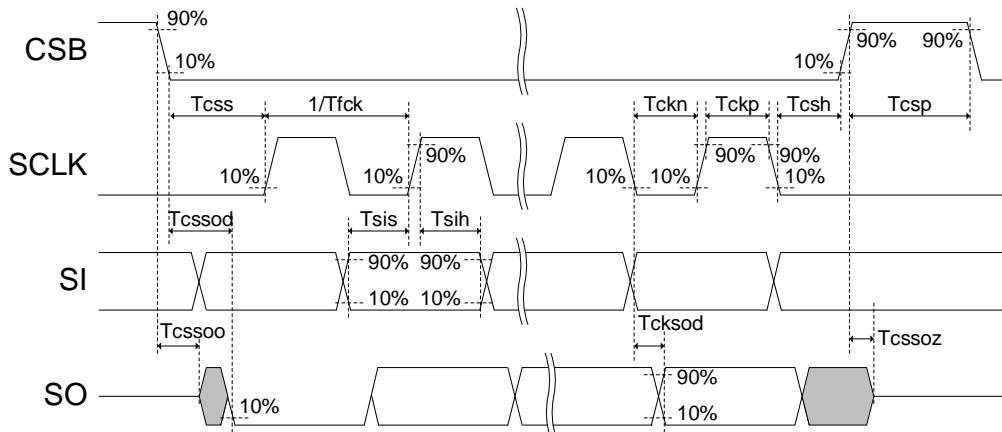 90%
CSB
10%
10%
90%
90%
Tcss
1/Tfck
Tckn
Tckp
Tcsh
Tcsp
SCLK
10%
10%
90%
10%
10%
90%
90%
10%
Tcssod
Tsis
Tsih
SI
90%
90%
10%
10%
Tcssoo
Tcksod
Tcssoz
SO
10%
90%
10%